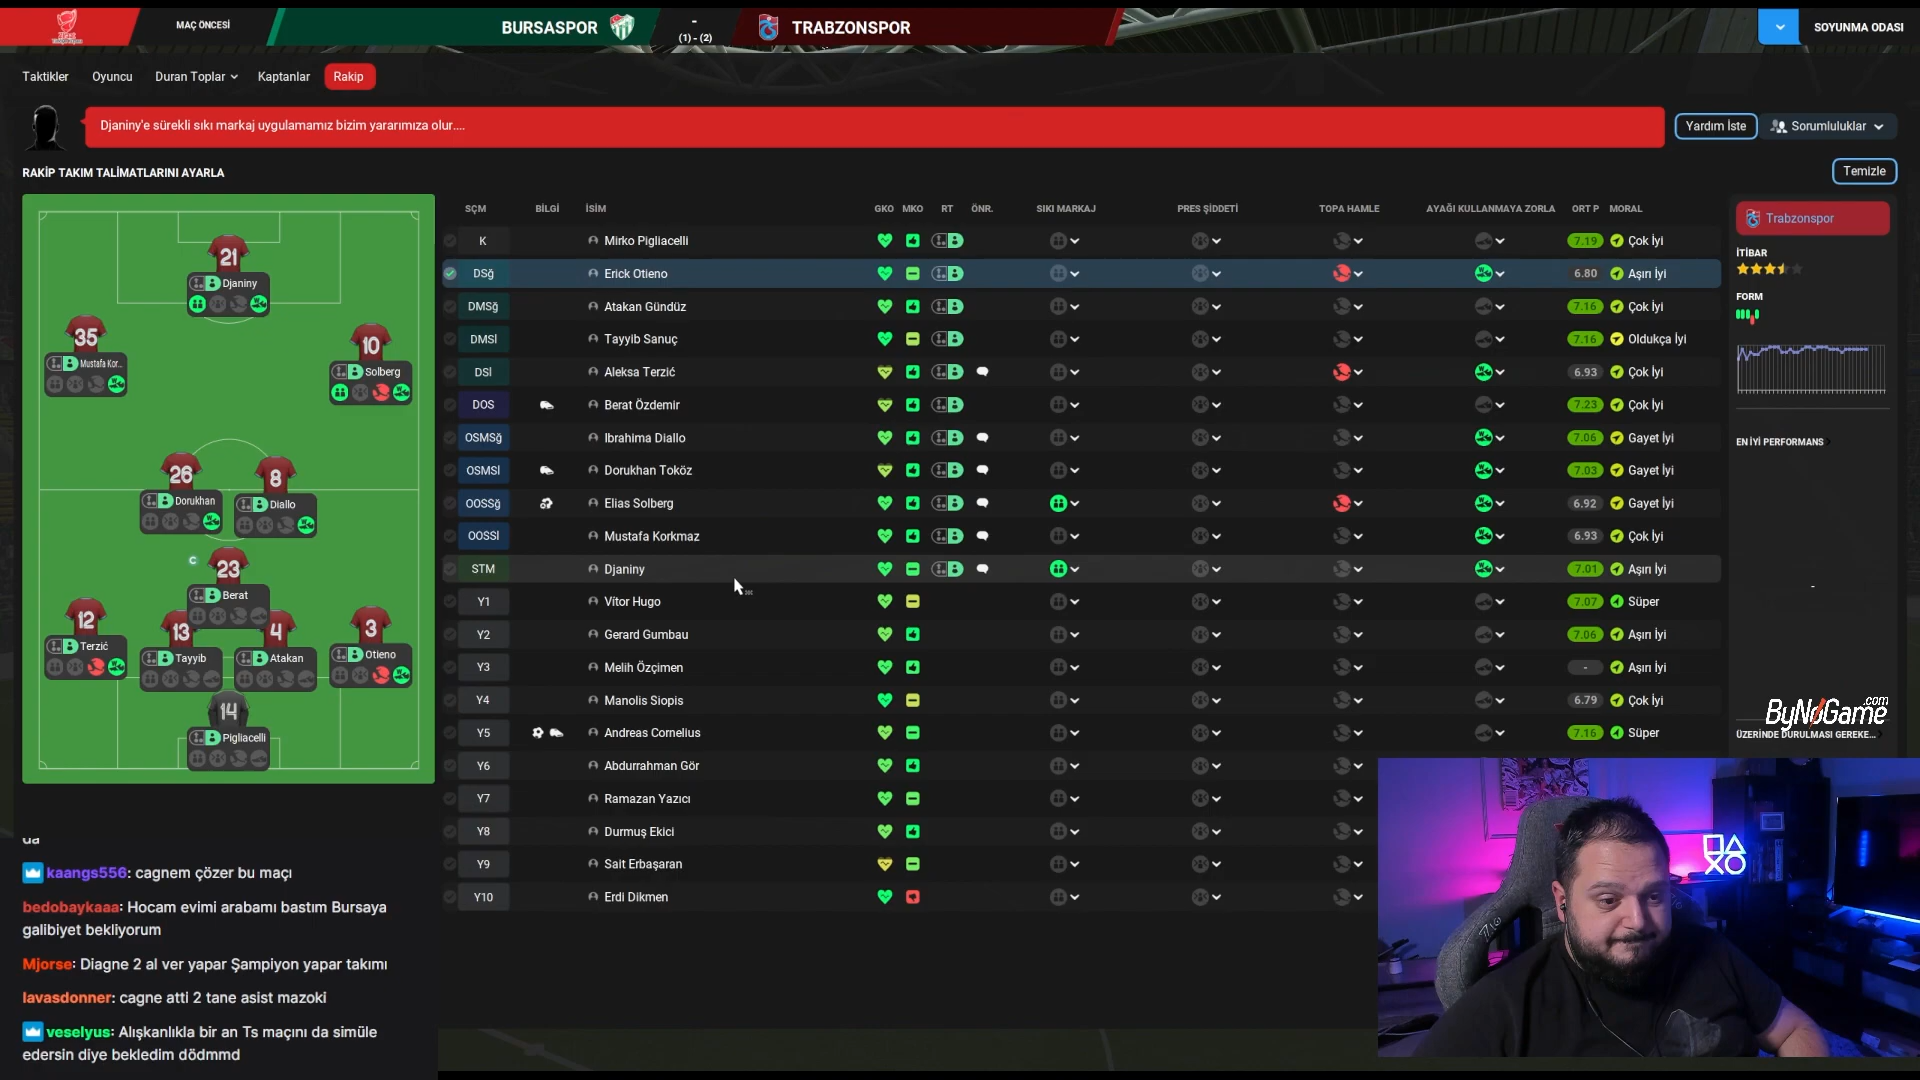 MAÇ ÖNCESİ
BURSASPOR
-
(1) - (2)
TRABZONSPOR
SOYUNMA ODASI
Taktikler
Oyuncu
Duran Toplar
Kaptanlar
Rakip
Djaniny'e sürekli sıkı markaj uygulamamız bizim yararımıza olur....
Yardım İste
Sorumluluklar
RAKİP TAKIM TALİMATLARINI AYARLA
Temizle
21
Djaniny
35
Mustafa Kor...
10
Solberg
26
Dorukhan
8
Diallo
C
23
Berat
12
Terzić
13
Tayyib
4
Atakan
3
Otieno
14
Pigliacelli
SÇM BİLGİ İSİM GKO MKO RT ÖNR. SIKI MARKAJ PRES ŞİDDETİ TOPA HAMLE AYAĞI KULLANMAYA ZORLA ORT P MORAL
K Mirko Pigliacelli 7.19 Çok İyi
DSğ Erick Otieno 6.80 Aşırı İyi
DMSğ Atakan Gündüz 7.16 Çok İyi
DMSl Tayyib Sanuç 7.16 Oldukça İyi
DSl Aleksa Terzić 6.93 Çok İyi
DOS Berat Özdemir 7.23 Çok İyi
OSMSğ Ibrahima Diallo 7.06 Gayet İyi
OSMSl Dorukhan Toköz 7.03 Gayet İyi
OOSSğ Elias Solberg 6.92 Gayet İyi
OOSSl Mustafa Korkmaz 6.93 Çok İyi
STM Djaniny 7.01 Aşırı İyi
Y1 Vítor Hugo 7.07 Süper
Y2 Gerard Gumbau 7.06 Aşırı İyi
Y3 Melih Özçimen - Aşırı İyi
Y4 Manolis Siopis 6.79 Çok İyi
Y5 Andreas Cornelius 7.16 Süper
Y6 Abdurrahman Gör
Y7 Ramazan Yazıcı
Y8 Durmuş Ekici
Y9 Sait Erbaşaran
Y10 Erdi Dikmen
Trabzonspor
İTİBAR
FORM
EN İYİ PERFORMANS
-
ByNoGame.com
ÜZERİNDE DURULMASI GEREKE...
da
kaangs556: cagnem çözer bu maçı
bedobaykaaa: Hocam evimi arabamı bastım Bursaya
galibiyet bekliyorum
Mjorse: Diagne 2 al ver yapar Şampiyon yapar takımı
lavasdonner: cagne atti 2 tane asist mazoki
veselyus: Alışkanlıkla bir an Ts maçını da simüle
edersin diye bekledim dödmmd